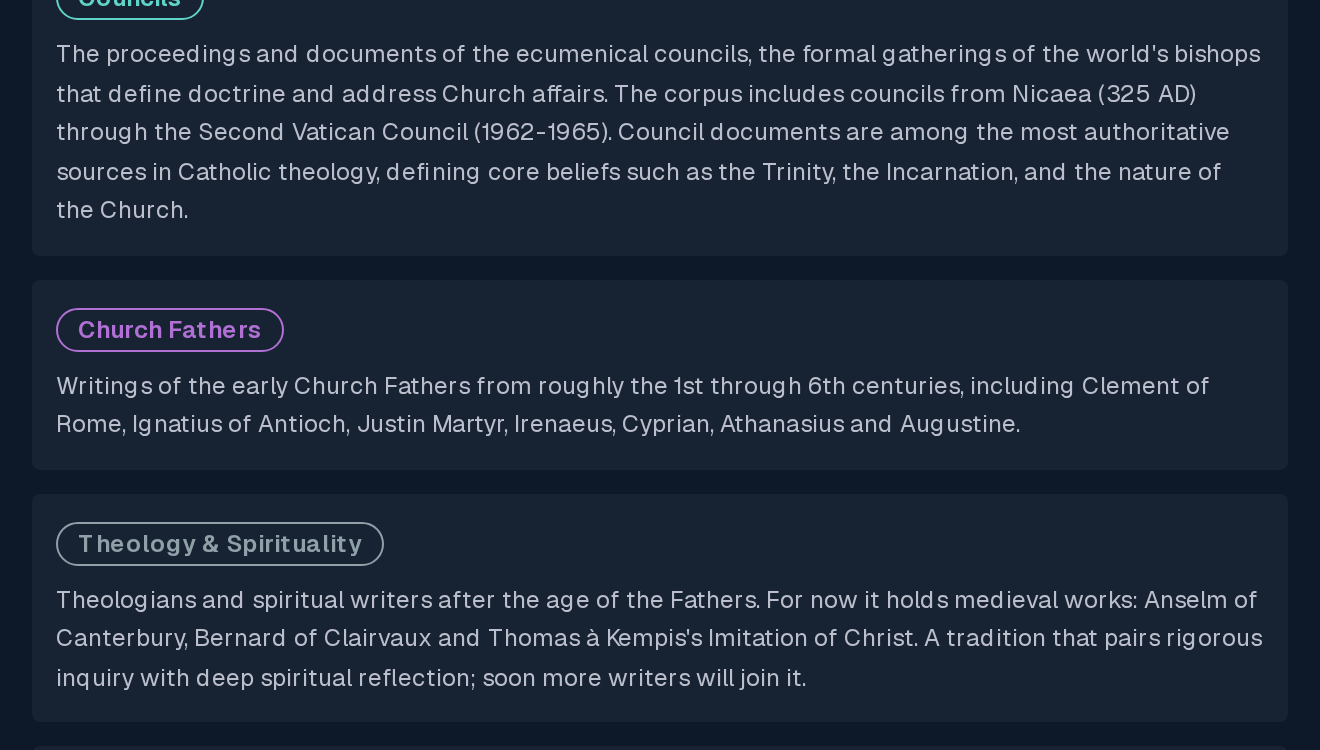 Councils
The proceedings and documents of the ecumenical councils, the formal gatherings of the world's bishops
that define doctrine and address Church affairs. The corpus includes councils from Nicaea (325 AD)
through the Second Vatican Council (1962-1965). Council documents are among the most authoritative
sources in Catholic theology, defining core beliefs such as the Trinity, the Incarnation, and the nature of
the Church.
Church Fathers
Writings of the early Church Fathers from roughly the 1st through 6th centuries, including Clement of
Rome, Ignatius of Antioch, Justin Martyr, Irenaeus, Cyprian, Athanasius and Augustine.
Theology & Spirituality
Theologians and spiritual writers after the age of the Fathers. For now it holds medieval works: Anselm of
Canterbury, Bernard of Clairvaux and Thomas à Kempis's Imitation of Christ. A tradition that pairs rigorous
inquiry with deep spiritual reflection; soon more writers will join it.